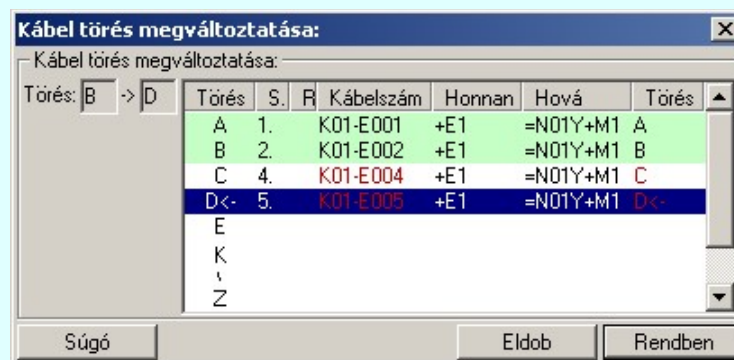 Kábel törés megváltoztatása:
Kábel törés megváltoztatása:
Törés: B -> D
Törés S. R Kábelszám Honnan Hová Törés
A 1. K01-E001 +E1 =N01Y+M1 A
B 2. K01-E002 +E1 =N01Y+M1 B
C 4. K01-E004 +E1 =N01Y+M1 C
D<- 5. K01-E005 +E1 =N01Y+M1 D<-
E
K
Z
Súgó Eldob Rendben